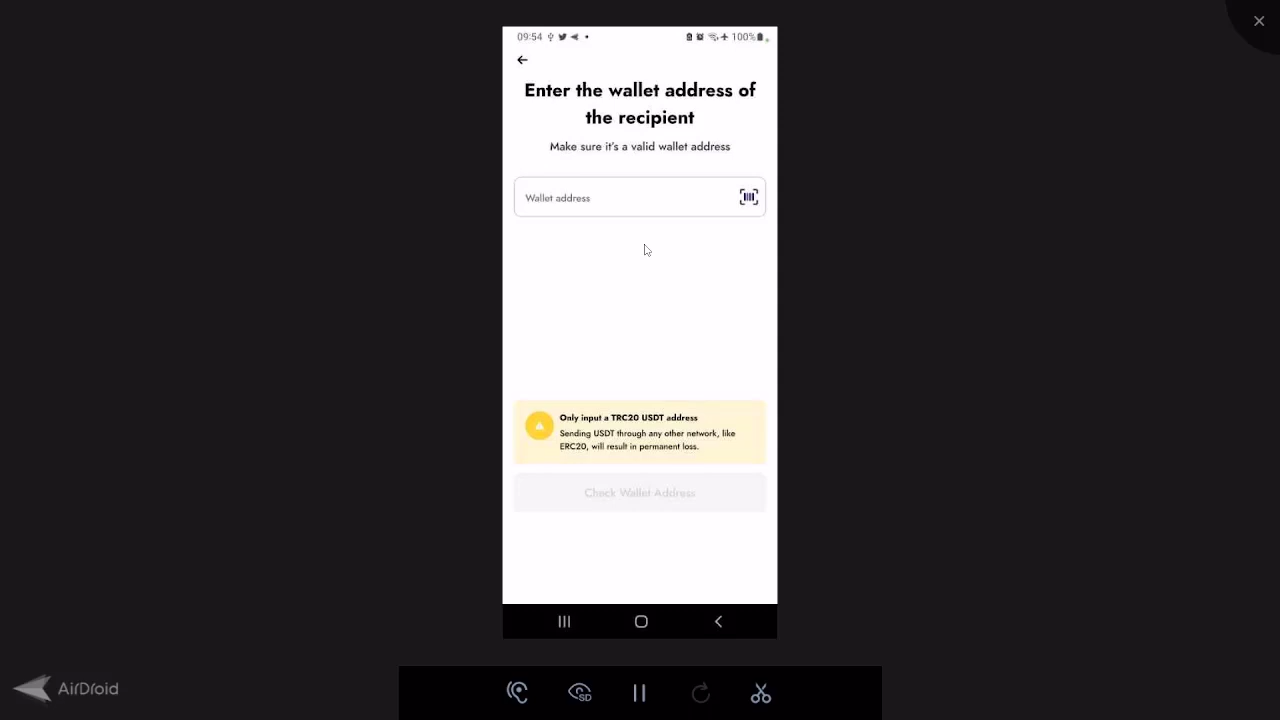 09:54
100%
Enter the wallet address of
the recipient
Make sure it's a valid wallet address
Wallet address
Only input a TRC20 USDT address
Sending USDT through any other network, like
ERC20, will result in permanent loss.
Check Wallet Address
AirDroid
SD